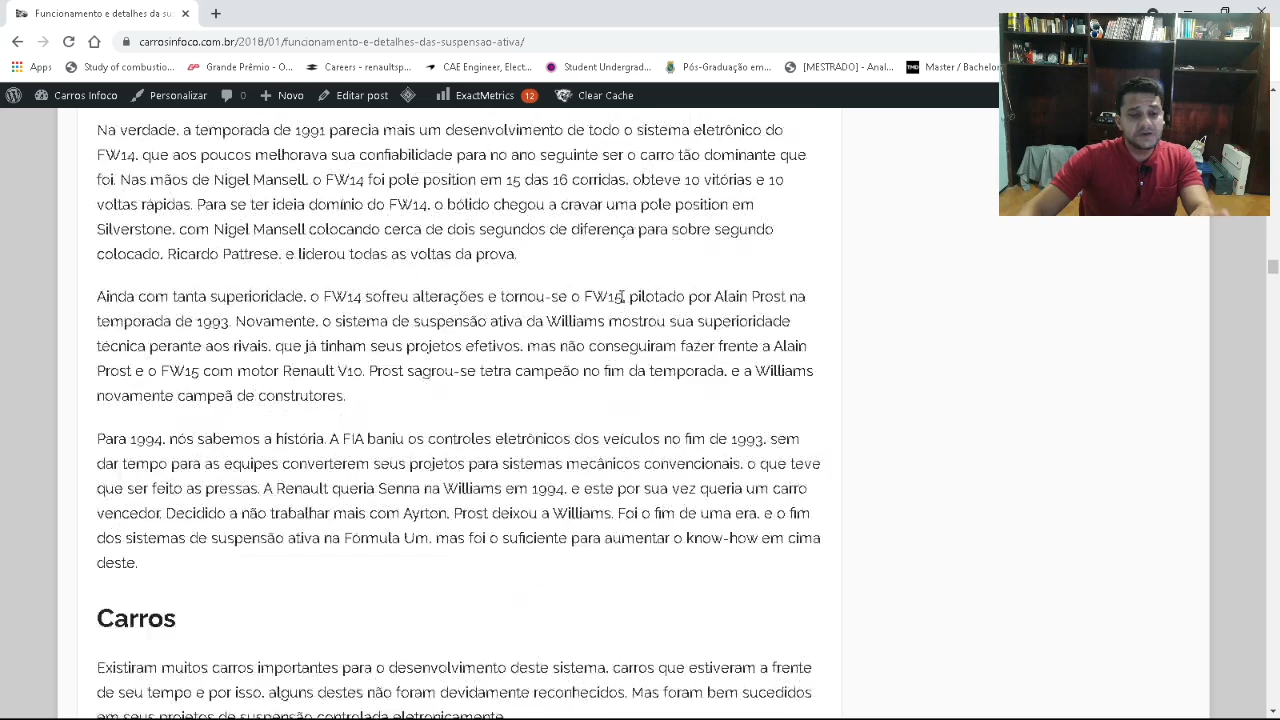 Funcionamento e detalhes da su
carrosinfoco.com.br/2018/01/funcionamento-e-detalhes-das-suspensao-ativa/
Apps Study of combustio... Grande Prêmio - O... Career CAE Engineer, Elect... Student Undergrad... Pós-Graduação em... [MESTRADO] - Anal... Master / Bachelor
Carros Infoco Personalizar 0 Novo Editar post ExactMetrics 12 Clear Cache
Na verdade, a temporada de 1991 parecia mais um desenvolvimento de todo o sistema eletrônico do
FW14, que aos poucos melhorava sua confiabilidade para no ano seguinte ser o carro tão dominante que
foi. Nas mãos de Nigel Mansell, o FW14 foi pole position em 15 das 16 corridas, obteve 10 vitórias e 10
voltas rápidas. Para se ter ideia domínio do FW14, o bólido chegou a cravar uma pole position em
Silverstone, com Nigel Mansell colocando cerca de dois segundos de diferença para sobre segundo
colocado, Ricardo Pattrese, e liderou todas as voltas da prova.
Ainda com tanta superioridade, o FW14 sofreu alterações e tornou-se o FW15, pilotado por Alain Prost na
temporada de 1993. Novamente, o sistema de suspensão ativa da Williams mostrou sua superioridade
técnica perante aos rivais, que já tinham seus projetos efetivos, mas não conseguiram fazer frente a Alain
Prost e o FW15 com motor Renault V10. Prost sagrou-se tetra campeão no fim da temporada, e a Williams
novamente campeã de construtores.
Para 1994, nós sabemos a história. A FIA baniu os controles eletrônicos dos veículos no fim de 1993, sem
dar tempo para as equipes converterem seus projetos para sistemas mecânicos convencionais, o que teve
que ser feito as pressas. A Renault queria Senna na Williams em 1994, e este por sua vez queria um carro
vencedor. Decidido a não trabalhar mais com Ayrton, Prost deixou a Williams. Foi o fim de uma era, e o fim
dos sistemas de suspensão ativa na Fórmula Um, mas foi o suficiente para aumentar o know-how em cima
deste.
Carros
Existiram muitos carros importantes para o desenvolvimento deste sistema, carros que estiveram a frente
de seu tempo e por isso, alguns destes não foram devidamente reconhecidos. Mas foram bem sucedidos
em seus projetos de suspensão controlada eletronicamente.